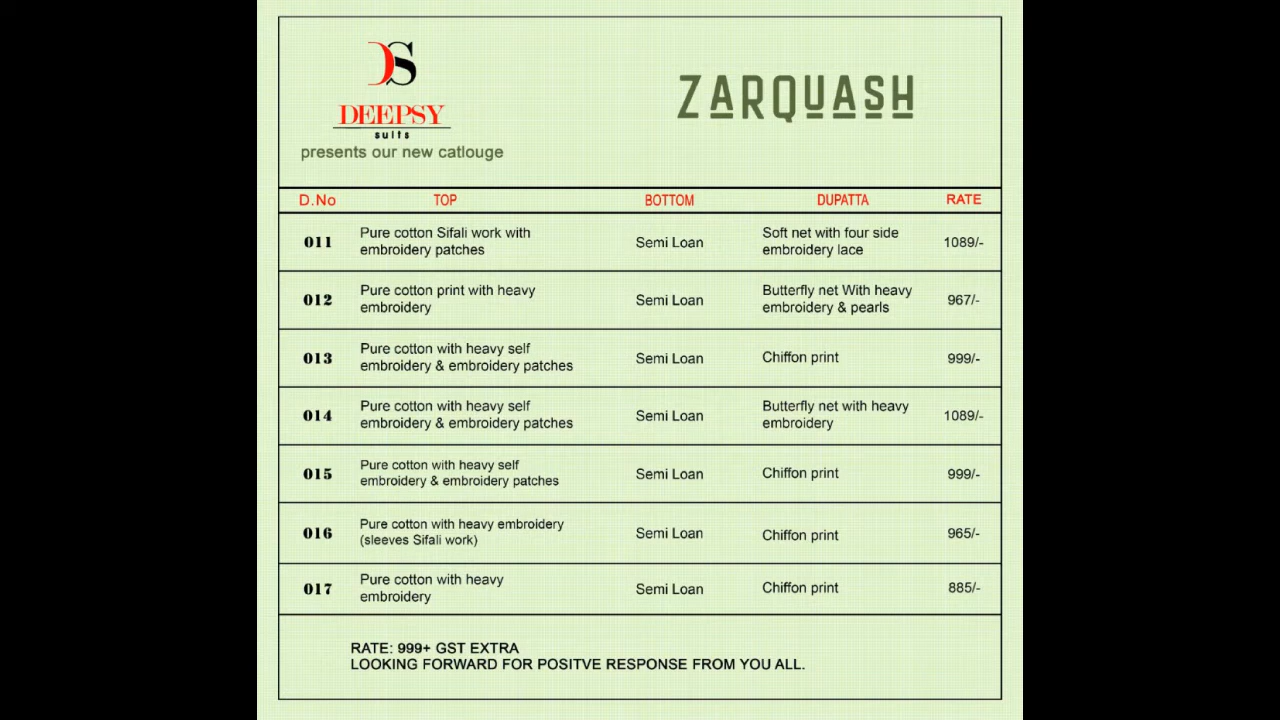 DS
DEEPSY
suits
presents our new catlouge
ZARQUASH
D.No TOP BOTTOM DUPATTA RATE
011 Pure cotton Sifali work with embroidery patches Semi Loan Soft net with four side embroidery lace 1089/-
012 Pure cotton print with heavy embroidery Semi Loan Butterfly net With heavy embroidery & pearls 967/-
013 Pure cotton with heavy self embroidery & embroidery patches Semi Loan Chiffon print 999/-
014 Pure cotton with heavy self embroidery & embroidery patches Semi Loan Butterfly net with heavy embroidery 1089/-
015 Pure cotton with heavy self embroidery & embroidery patches Semi Loan Chiffon print 999/-
016 Pure cotton with heavy embroidery (sleeves Sifali work) Semi Loan Chiffon print 965/-
017 Pure cotton with heavy embroidery Semi Loan Chiffon print 885/-
RATE: 999+ GST EXTRA
LOOKING FORWARD FOR POSITVE RESPONSE FROM YOU ALL.